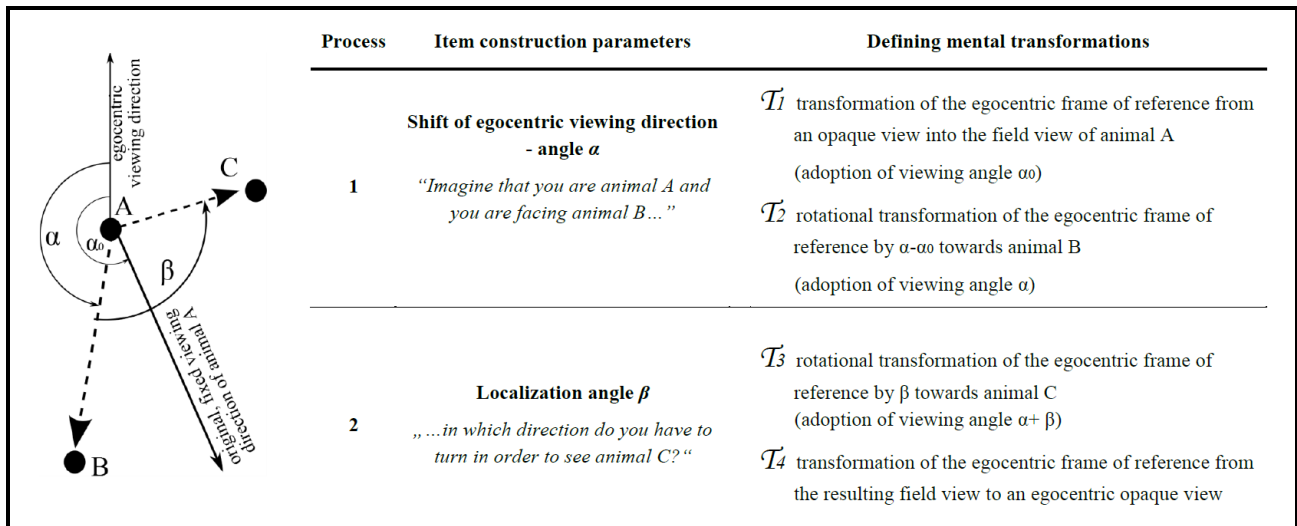 egocentric
viewing direction
C
A
α
α0
β
B
original, fixed viewing
direction of animal A
Process Item construction parameters Defining mental transformations
Shift of egocentric viewing direction
- angle α
1
“Imagine that you are animal A and
you are facing animal B…”
𝒯1 transformation of the egocentric frame of reference from
an opaque view into the field view of animal A
(adoption of viewing angle α0)
𝒯2 rotational transformation of the egocentric frame of
reference by α-α0 towards animal B
(adoption of viewing angle α)
Localization angle β
2
„…in which direction do you have to
turn in order to see animal C?“
𝒯3 rotational transformation of the egocentric frame of
reference by β towards animal C
(adoption of viewing angle α+ β)
𝒯4 transformation of the egocentric frame of reference from
the resulting field view to an egocentric opaque view